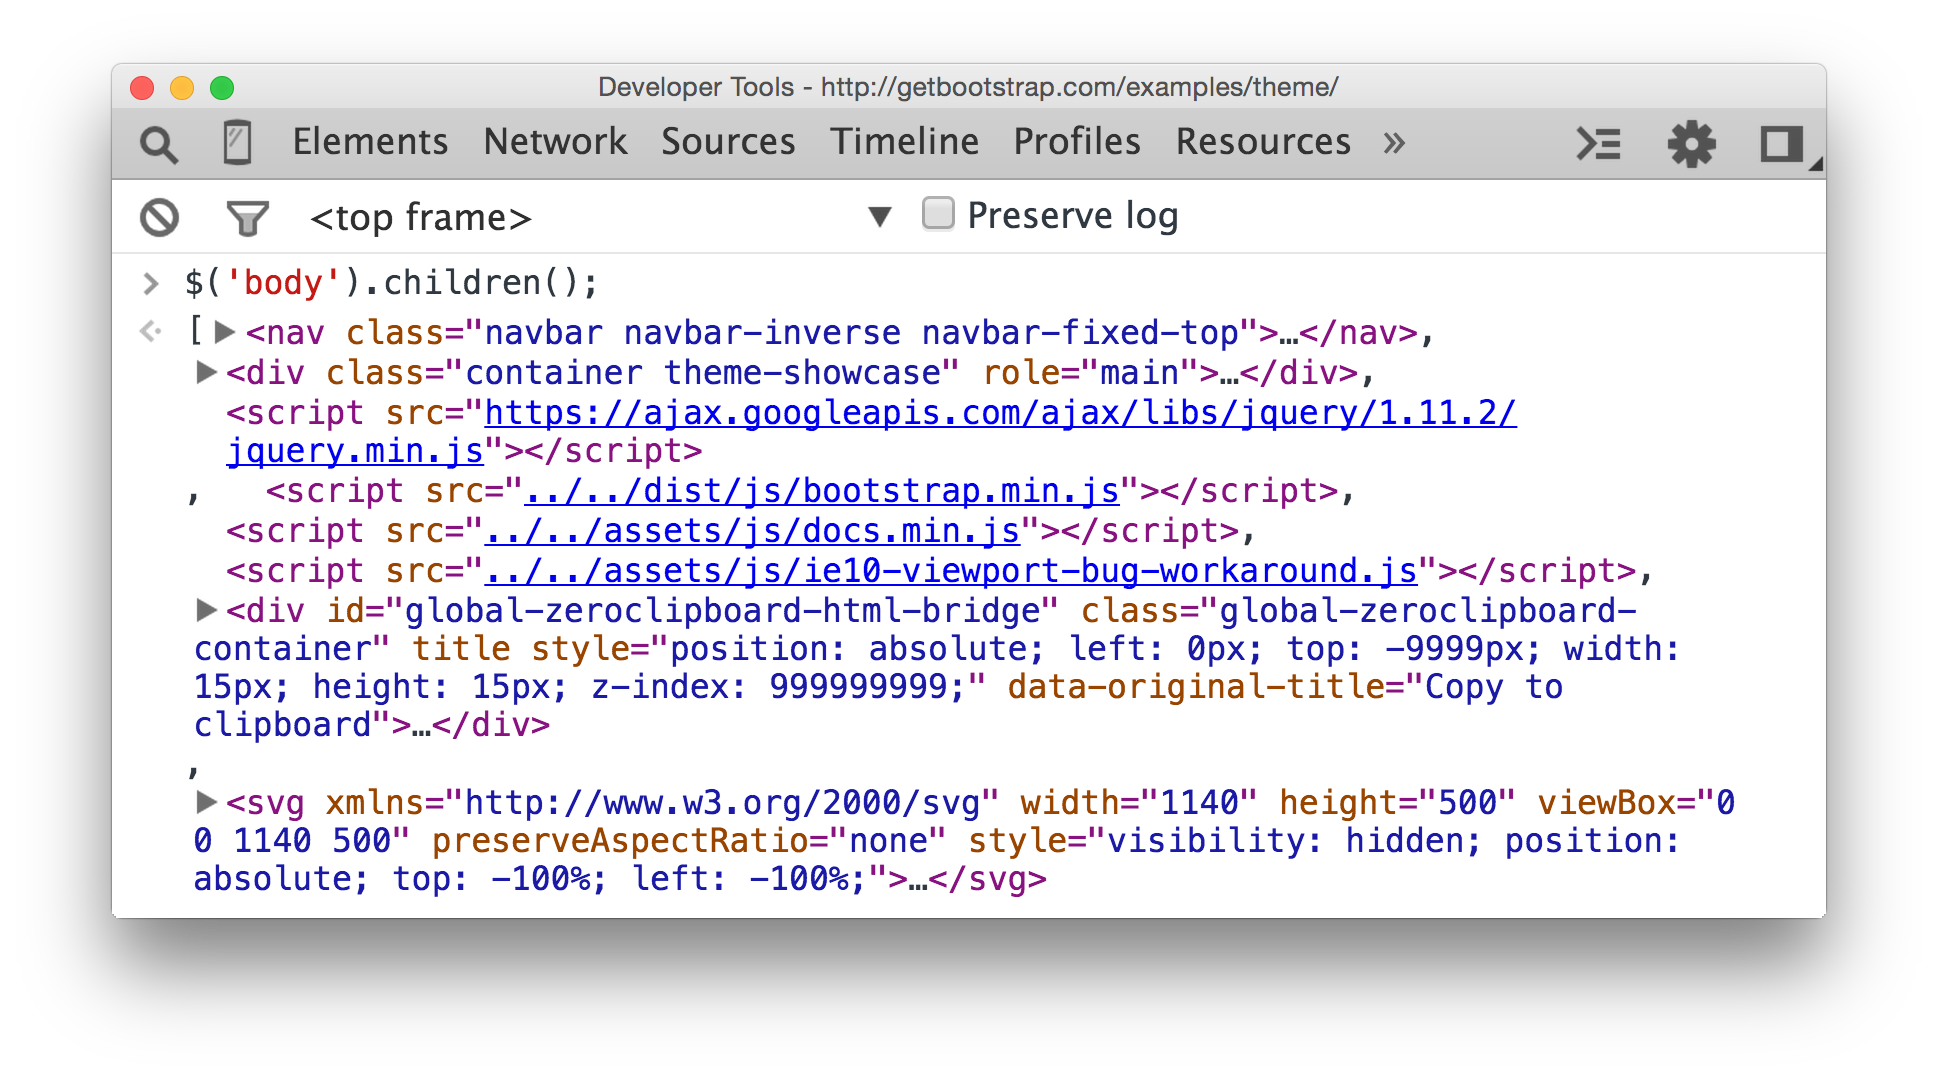 Developer Tools - http://getbootstrap.com/examples/theme/
Elements Network Sources Timeline Profiles Resources »
<top frame> ▼ Preserve log
> $('body').children();
[▶<nav class="navbar navbar-inverse navbar-fixed-top">…</nav>,
▶<div class="container theme-showcase" role="main">…</div>,
<script src="https://ajax.googleapis.com/ajax/libs/jquery/1.11.2/
jquery.min.js"></script>
, <script src="../../dist/js/bootstrap.min.js"></script>,
<script src="../../assets/js/docs.min.js"></script>,
<script src="../../assets/js/ie10-viewport-bug-workaround.js"></script>,
▶<div id="global-zeroclipboard-html-bridge" class="global-zeroclipboard-
container" title style="position: absolute; left: 0px; top: -9999px; width:
15px; height: 15px; z-index: 999999999;" data-original-title="Copy to
clipboard">…</div>
,
▶<svg xmlns="http://www.w3.org/2000/svg" width="1140" height="500" viewBox="0
0 1140 500" preserveAspectRatio="none" style="visibility: hidden; position:
absolute; top: -100%; left: -100%;">…</svg>